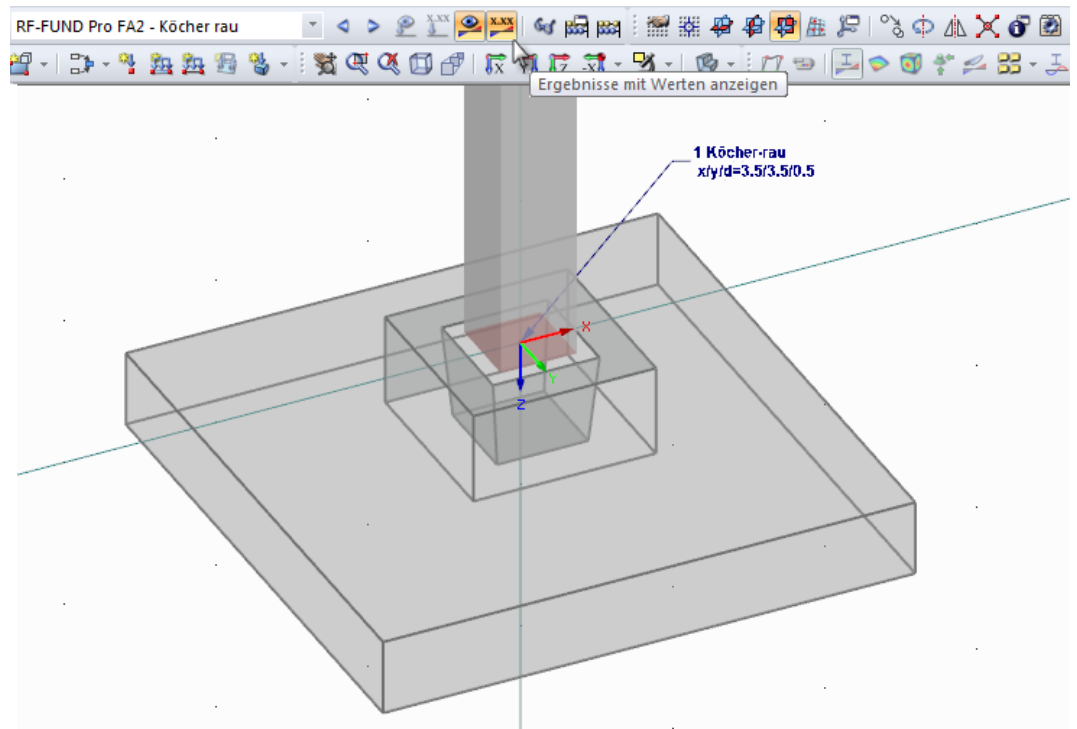 RF-FUND Pro FA2 - Köcher rau
x.xx
x.xx
Ergebnisse mit Werten anzeigen
1 Köcher-rau
x/y/d=3.5/3.5/0.5
X
Y
Z